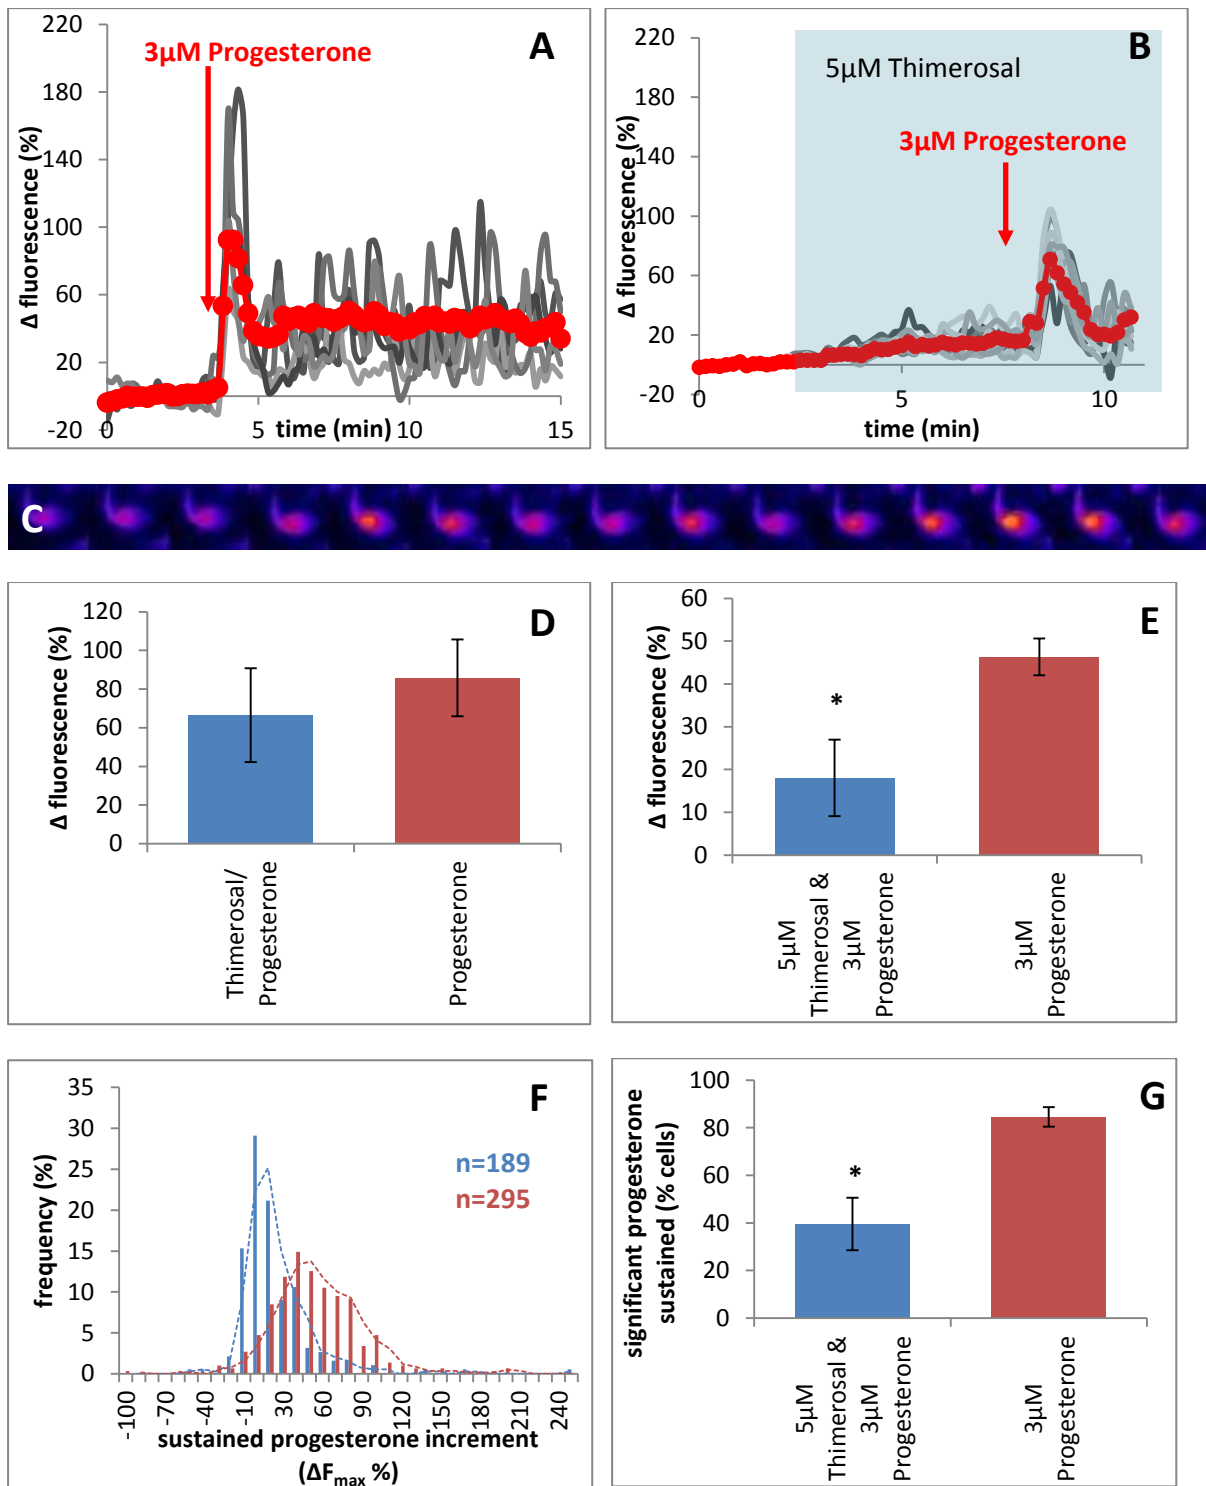 A
3µM Progesterone
Δ fluorescence (%)
220
180
140
100
60
20
-20
0
5
10
15
time (min)
B
5µM Thimerosal
3µM Progesterone
Δ fluorescence (%)
220
180
140
100
60
20
-20
0
5
10
time (min)
C
D
Δ fluorescence (%)
120
100
80
60
40
20
0
Thimerosal/
Progesterone
Progesterone
E
Δ fluorescence (%)
60
50
40
30
20
10
0
*
5µM
Thimerosal &
3µM
Progesterone
3µM
Progesterone
F
frequency (%)
35
30
25
20
15
10
5
0
n=189
n=295
-100
-70
-40
-10
30
60
90
120
150
180
210
240
sustained progesterone increment
(ΔFmax %)
G
significant progesterone
sustained (% cells)
100
80
60
40
20
0
*
5µM
Thimerosal &
3µM
Progesterone
3µM
Progesterone